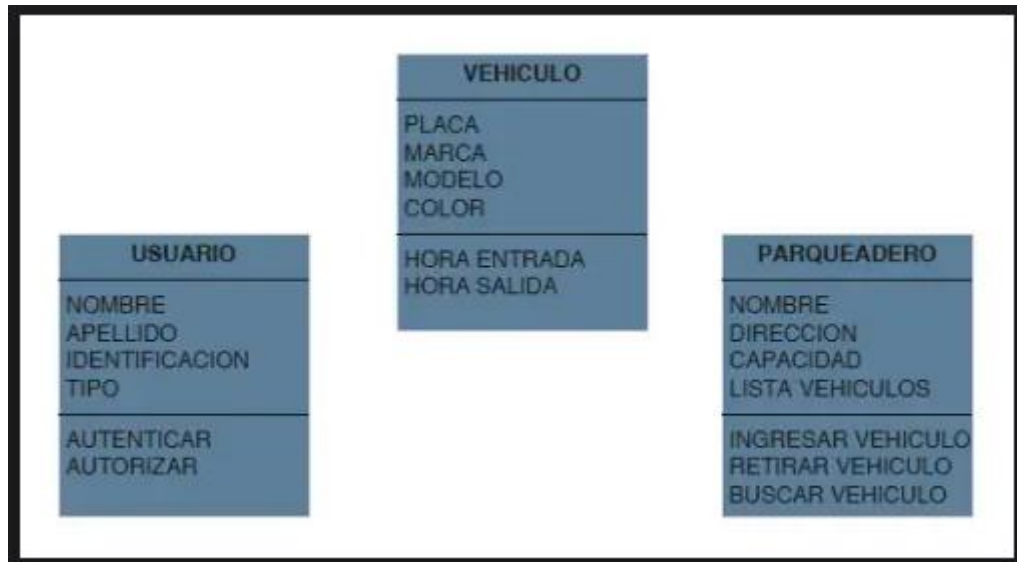 VEHICULO
PLACA
MARCA
MODELO
COLOR
HORA ENTRADA
HORA SALIDA
USUARIO
NOMBRE
APELLIDO
IDENTIFICACION
TIPO
AUTENTICAR
AUTORIZAR
PARQUEADERO
NOMBRE
DIRECCION
CAPACIDAD
LISTA VEHICULOS
INGRESAR VEHICULO
RETIRAR VEHICULO
BUSCAR VEHICULO